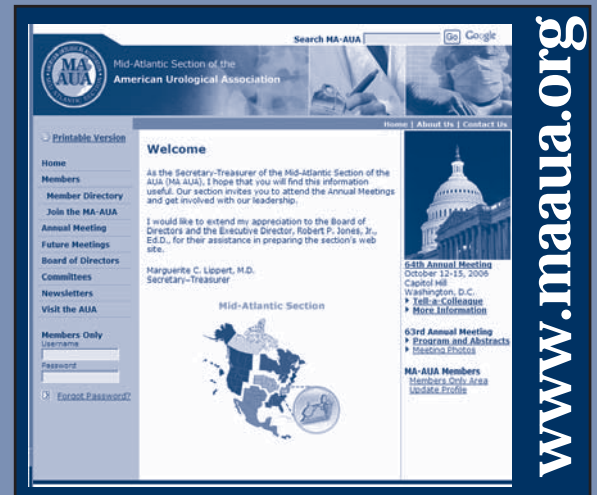 Search MA-AUA
Go Google
MA
AUA
Mid-Atlantic Section of the
American Urological Association
Home | About Us | Contact Us
Printable Version
Home
Members
Member Directory
Join the MA-AUA
Annual Meeting
Future Meetings
Board of Directors
Committees
Newsletters
Visit the AUA
Members Only
Username
Password
Forgot Password?
Welcome
As the Secretary-Treasurer of the Mid-Atlantic Section of the
AUA (MA AUA), I hope that you will find this information
useful. Our section invites you to attend the Annual Meetings
and get involved with our leadership.
I would like to extend my appreciation to the Board of
Directors and the Executive Director, Robert P. Jones, Jr.,
Ed.D., for their assistance in preparing the section's web
site.
Marguerite C. Lippert, M.D.
Secretary-Treasurer
Mid-Atlantic Section
64th Annual Meeting
October 12-15, 2006
Capitol Hill
Washington, D.C.
Tell-a-Colleague
More Information
63rd Annual Meeting
Program and Abstracts
Meeting Photos
MA-AUA Members
Members Only Area
Update Profile
www.maaua.org